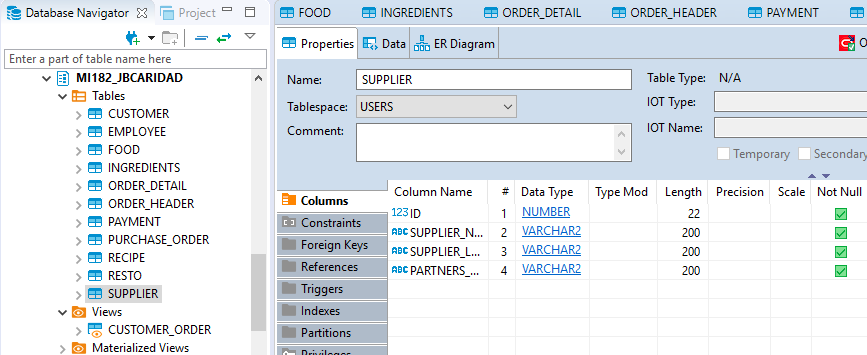 Database Navigator
Project
Enter a part of table name here
MI182_JBCARIDAD
Tables
CUSTOMER
EMPLOYEE
FOOD
INGREDIENTS
ORDER_DETAIL
ORDER_HEADER
PAYMENT
PURCHASE_ORDER
RECIPE
RESTO
SUPPLIER
Views
CUSTOMER_ORDER
Materialized Views
FOOD INGREDIENTS ORDER_DETAIL ORDER_HEADER PAYMENT
Properties Data ER Diagram O
Name: SUPPLIER Table Type: N/A
Tablespace: USERS IOT Type:
Comment: IOT Name:
Temporary Secondary
Columns
Constraints
Foreign Keys
References
Triggers
Indexes
Partitions
Privileges
Column Name # Data Type Type Mod Length Precision Scale Not Null
123 ID 1 NUMBER 22
ABC SUPPLIER_N... 2 VARCHAR2 200
ABC SUPPLIER_L... 3 VARCHAR2 200
ABC PARTNERS_... 4 VARCHAR2 200